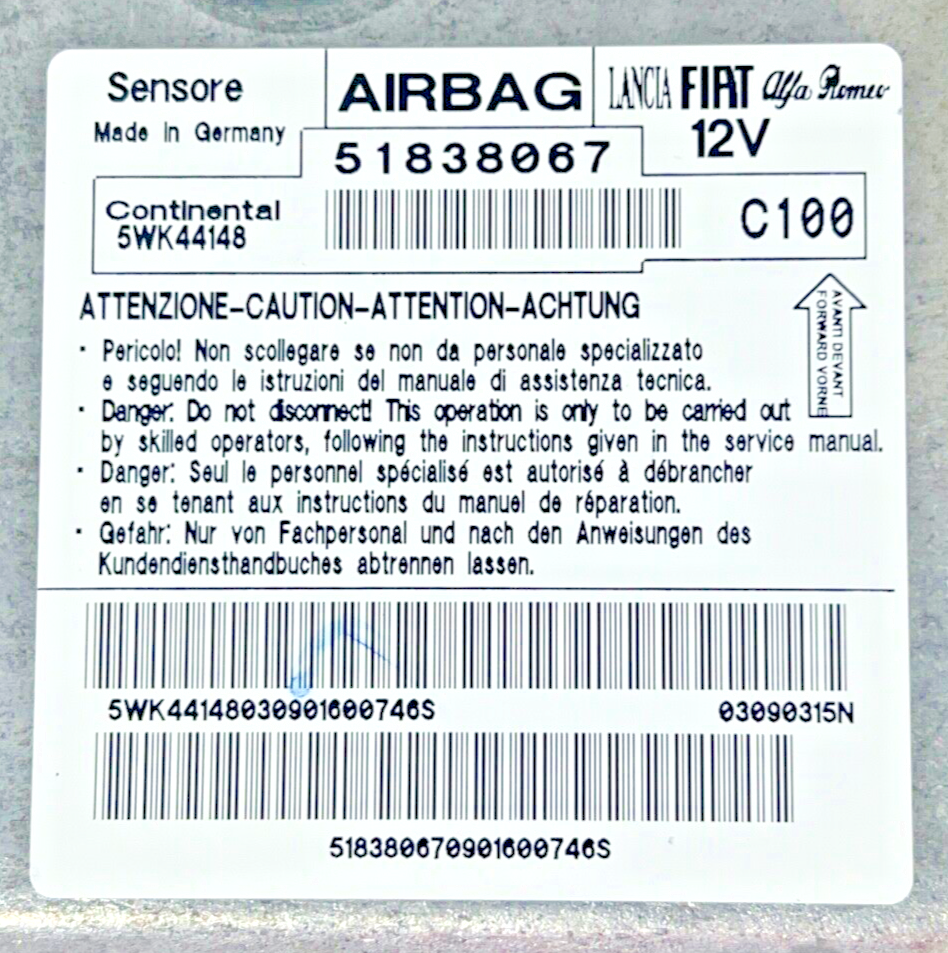 Sensore
AIRBAG
LANCIA FIAT Alfa Romeo
Made in Germany
51838067
12V
Continental
5WK44148
C100
ATTENZIONE-CAUTION-ATTENTION-ACHTUNG
AVANTI DEVANT
FORWARD VORNE
· Pericolo! Non scollegare se non da personale specializzato
e seguendo le istruzioni del manuale di assistenza tecnica.
· Danger: Do not disconnect! This operation is only to be carried out
by skilled operators, following the instructions given in the service manual.
· Danger: Seul le personnel spécialisé est autorisé à débrancher
en se tenant aux instructions du manuel de réparation.
· Gefahr: Nur von Fachpersonal und nach den Anweisungen des
Kundendiensthandbuches abtrennen lassen.
5WK44148030901600746S
03090315N
518380670901600746S